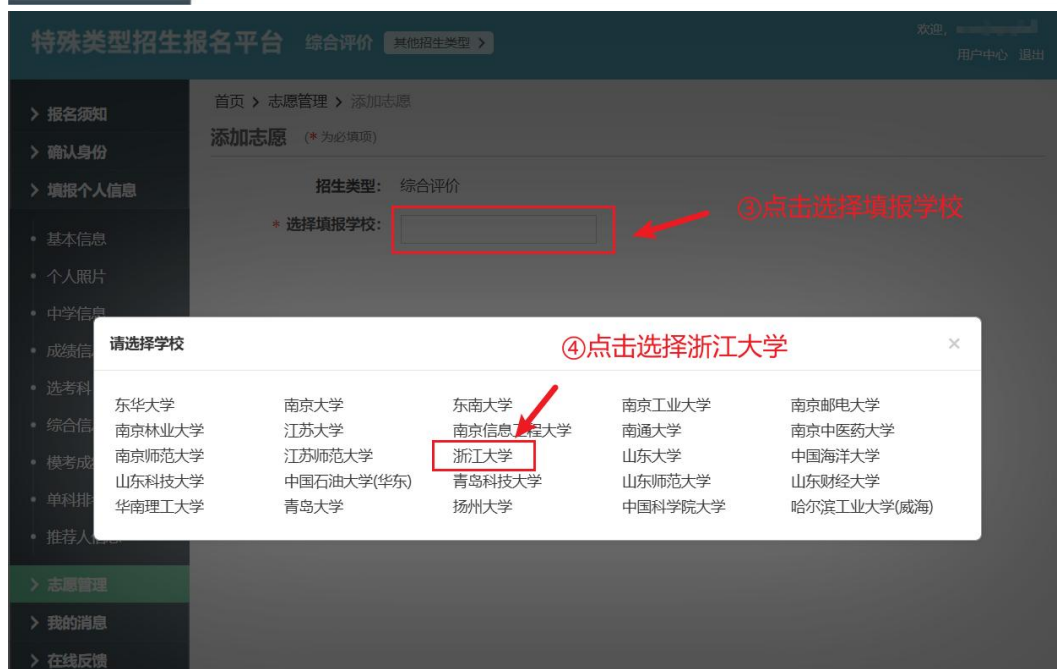 特殊类型招生报名平台 综合评价 其他招生类型 >
欢迎,
用户中心 退出
> 报名须知
> 确认身份
> 填报个人信息
• 基本信息
• 个人照片
• 中学信息
• 成绩信
• 选考科
• 综合信
• 模考成
• 单科排
• 推荐人信息
> 志愿管理
> 我的消息
> 在线反馈
首页 > 志愿管理 > 添加志愿
添加志愿 (* 为必填项)
招生类型: 综合评价
* 选择填报学校:
③点击选择填报学校
请选择学校
④点击选择浙江大学
×
东华大学 南京大学 东南大学 南京工业大学 南京邮电大学
南京林业大学 江苏大学 南京信息工程大学 南通大学 南京中医药大学
南京师范大学 江苏师范大学 浙江大学 山东大学 中国海洋大学
山东科技大学 中国石油大学(华东) 青岛科技大学 山东师范大学 山东财经大学
华南理工大学 青岛大学 扬州大学 中国科学院大学 哈尔滨工业大学(威海)